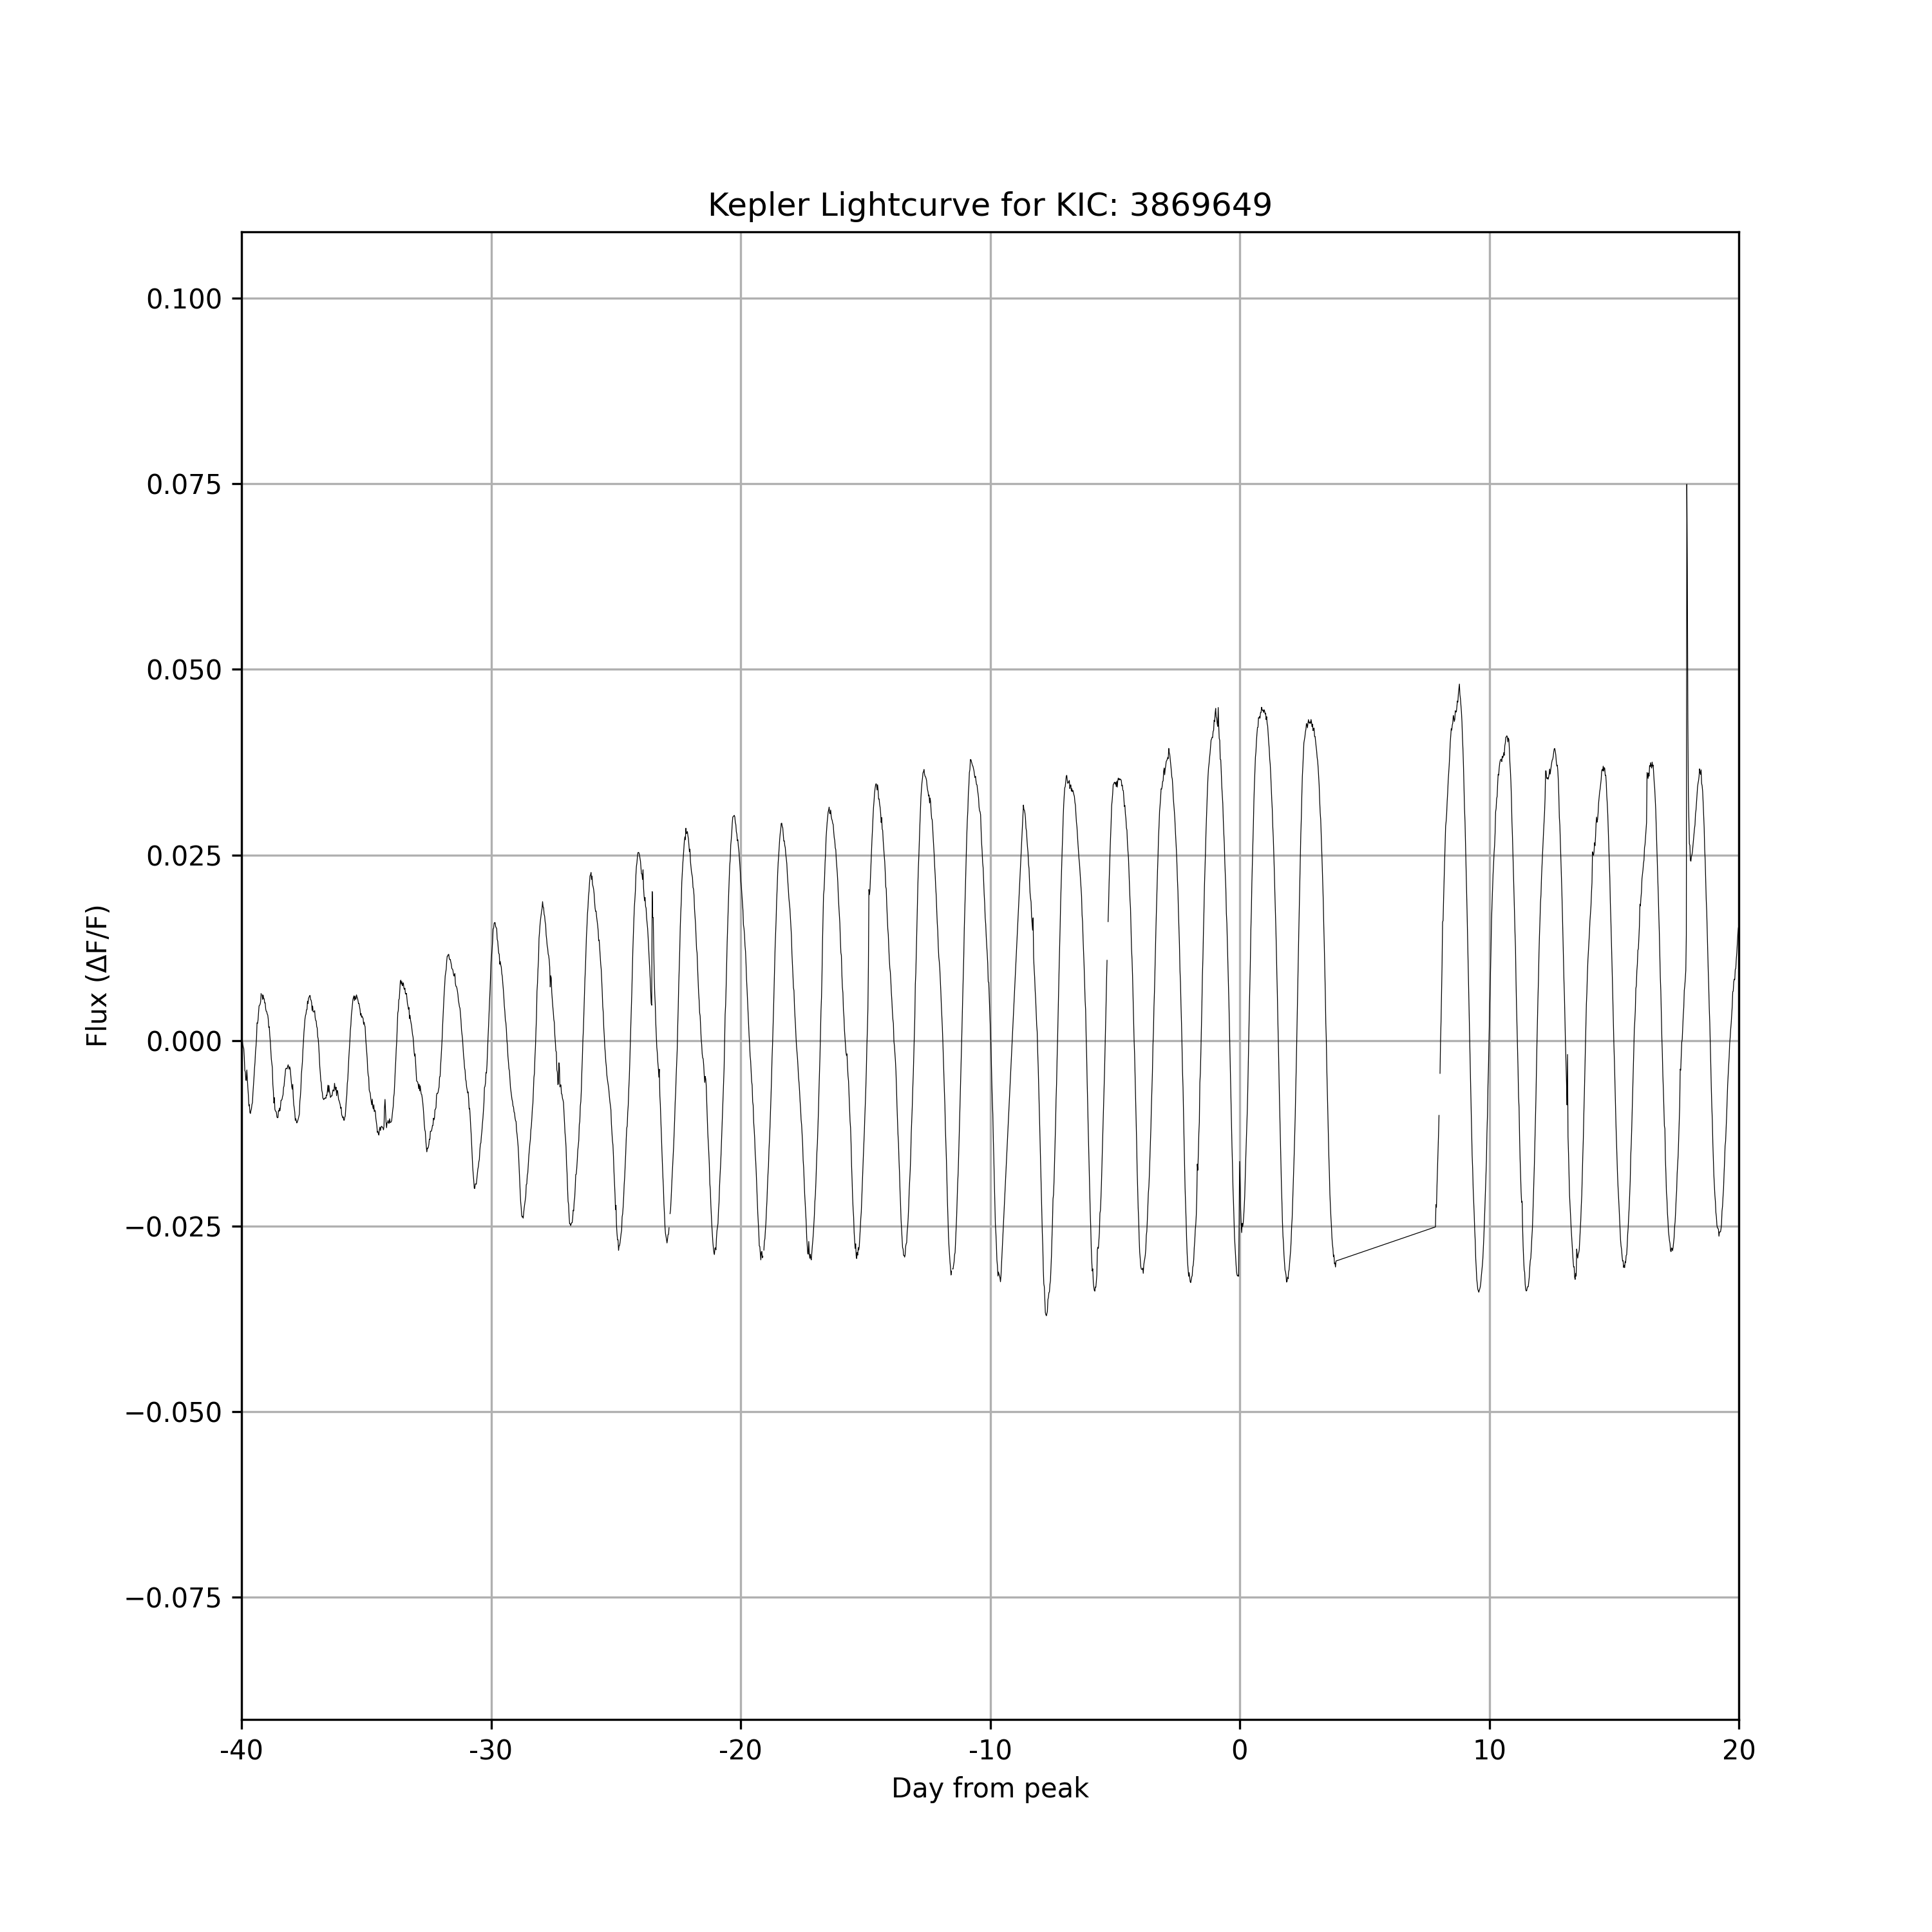 Kepler Lightcurve for KIC: 3869649
0.100
0.075
0.050
0.025
0.000
−0.025
−0.050
−0.075
Flux (ΔF/F)
-40 -30 -20 -10 0 10 20
Day from peak